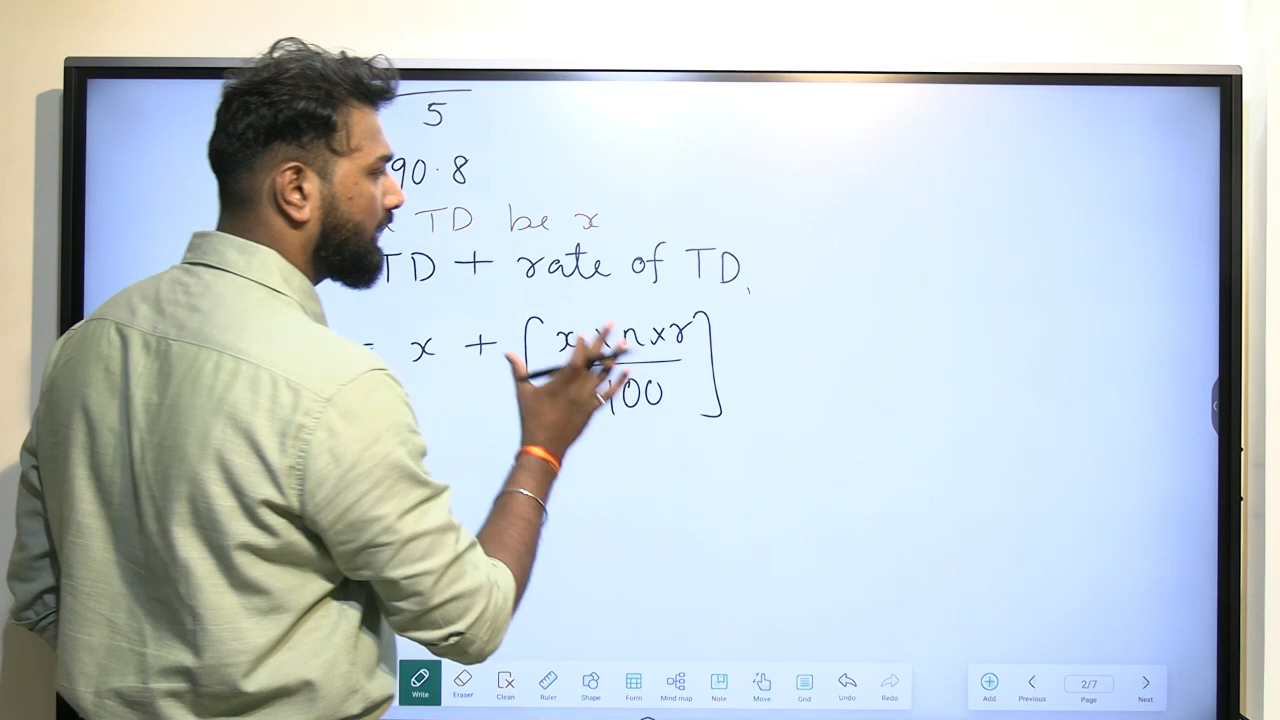 5
90.8
TD be x
TD + rate of TD
= x + [ x × n × r
100 ]
Write Eraser Clean Ruler Shape Form Mind map Note Move Grid Undo Redo
Add Previous 2/7 Page Next